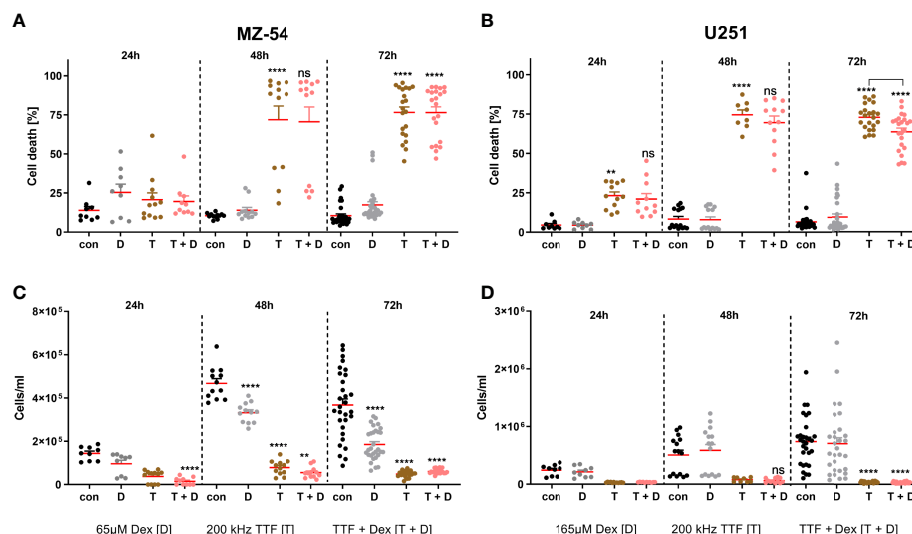 A
MZ-54
24h 48h 72h
Cell death [%]
100
75
50
25
0
**** ns **** ****
con D T T + D con D T T + D con D T T + D
B
U251
24h 48h 72h
Cell death [%]
100
75
50
25
0
** ns **** ns **** ****
con D T T + D con D T T + D con D T T + D
C
24h 48h 72h
Cells/ml
8×10⁵
6×10⁵
4×10⁵
2×10⁵
0
**** **** **** ** **** **** ****
con D T T + D con D T T + D con D T T + D
65µM Dex [D] 200 kHz TTF [T] TTF + Dex [T + D]
D
24h 48h 72h
Cells/ml
3×10⁶
2×10⁶
1×10⁶
0
ns **** ****
con D T T + D con D T T + D con D T T + D
165µM Dex [D] 200 kHz TTF [T] TTF + Dex [T + D]